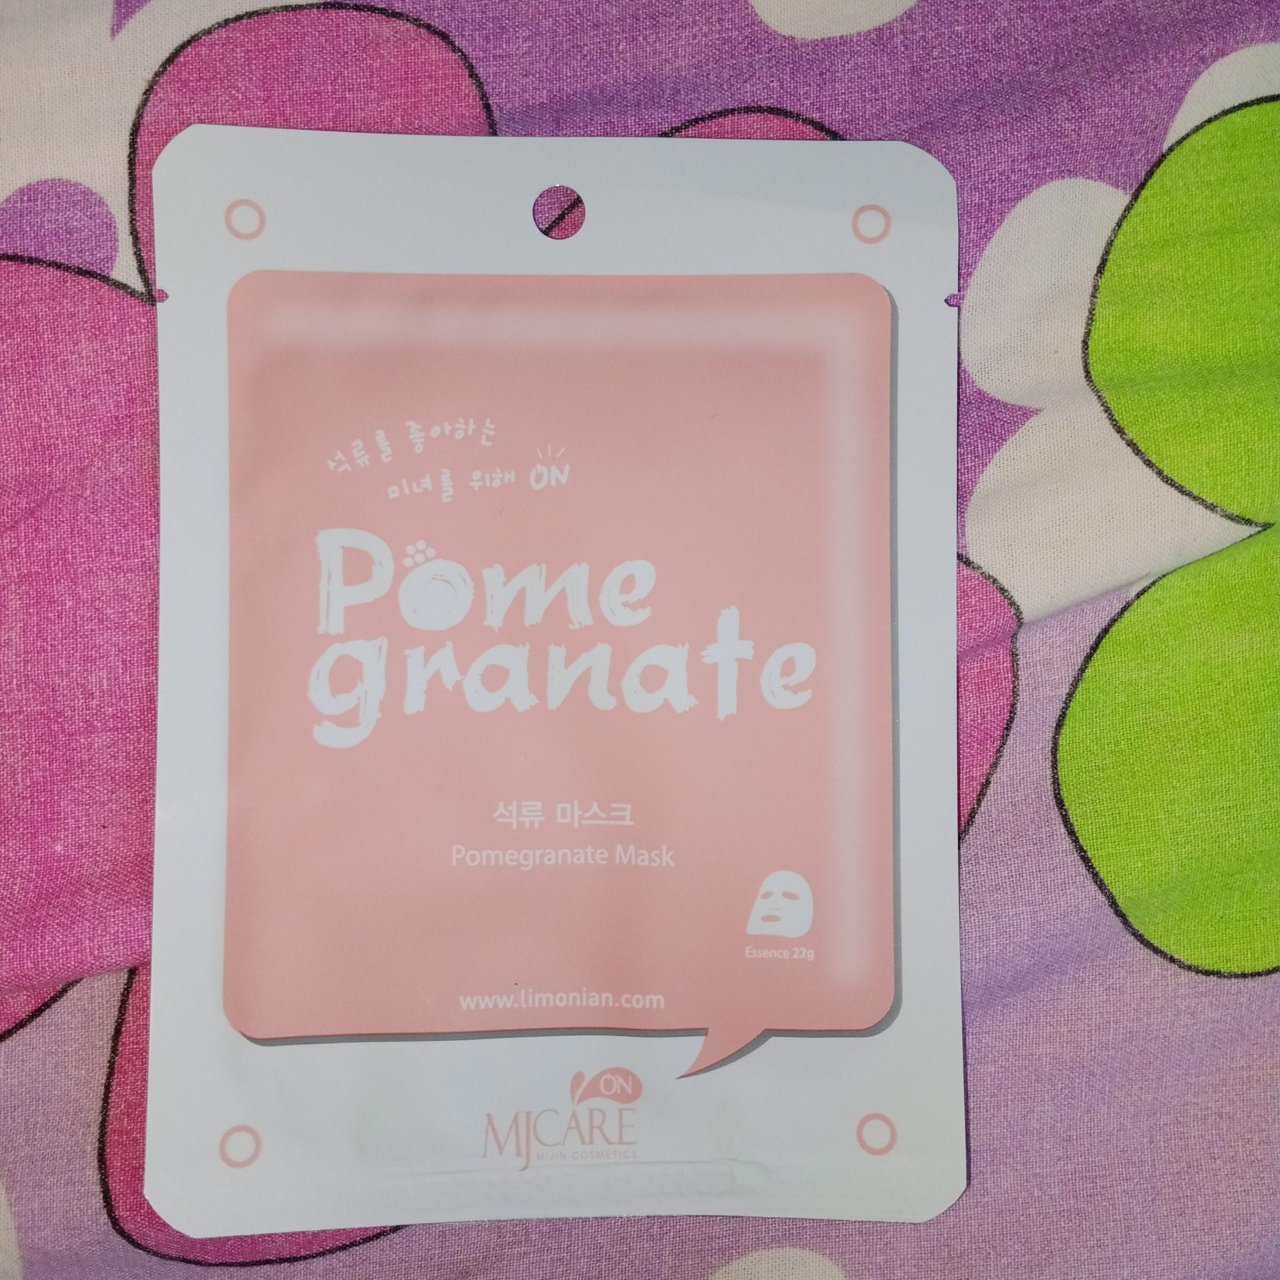 석류를 좋아하는
미녀를 위해 ON
Pome
granate
석류 마스크
Pomegranate Mask
Essence 22g
www.limonian.com
ON
MJCARE
MIJIN COSMETICS